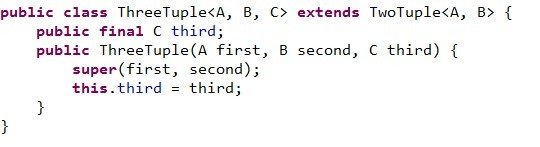 public class ThreeTuple<A, B, C> extends TwoTuple<A, B> {
    public final C third;
    public ThreeTuple(A first, B second, C third) {
        super(first, second);
        this.third = third;
    }
}